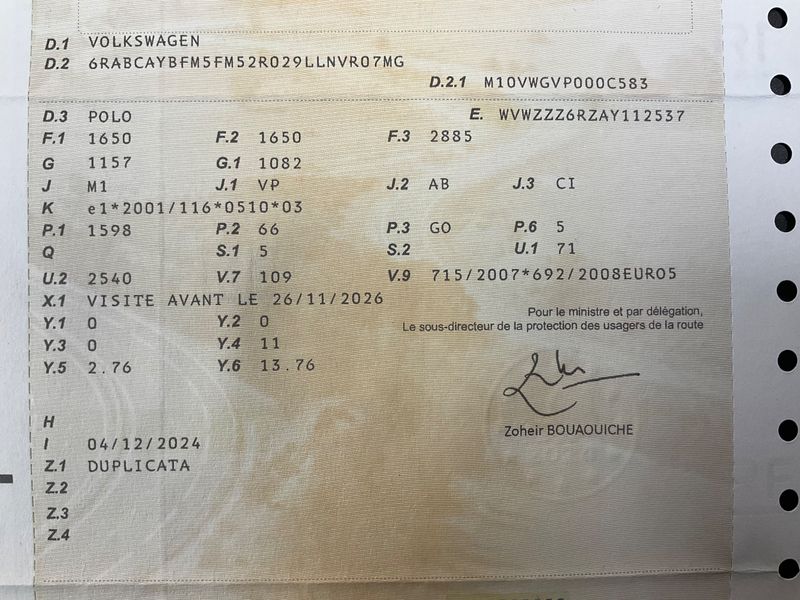 D.1 VOLKSWAGEN
D.2 6RABCAYBFM5FM52R029LLNVR07MG
D.2.1 M10VWGVP000C583
D.3 POLO E. WVWZZZ6RZAY112537
F.1 1650 F.2 1650 F.3 2885
G 1157 G.1 1082
J M1 J.1 VP J.2 AB J.3 CI
K e1*2001/116*0510*03
P.1 1598 P.2 66 P.3 GO P.6 5
Q S.1 5 S.2 U.1 71
U.2 2540 V.7 109 V.9 715/2007*692/2008EURO5
X.1 VISITE AVANT LE 26/11/2026
Y.1 0 Y.2 0
Pour le ministre et par délégation,
Le sous-directeur de la protection des usagers de la route
Y.3 0 Y.4 11
Y.5 2.76 Y.6 13.76
Zoheir BOUAOUICHE
H
I 04/12/2024
Z.1 DUPLICATA
Z.2
Z.3
Z.4